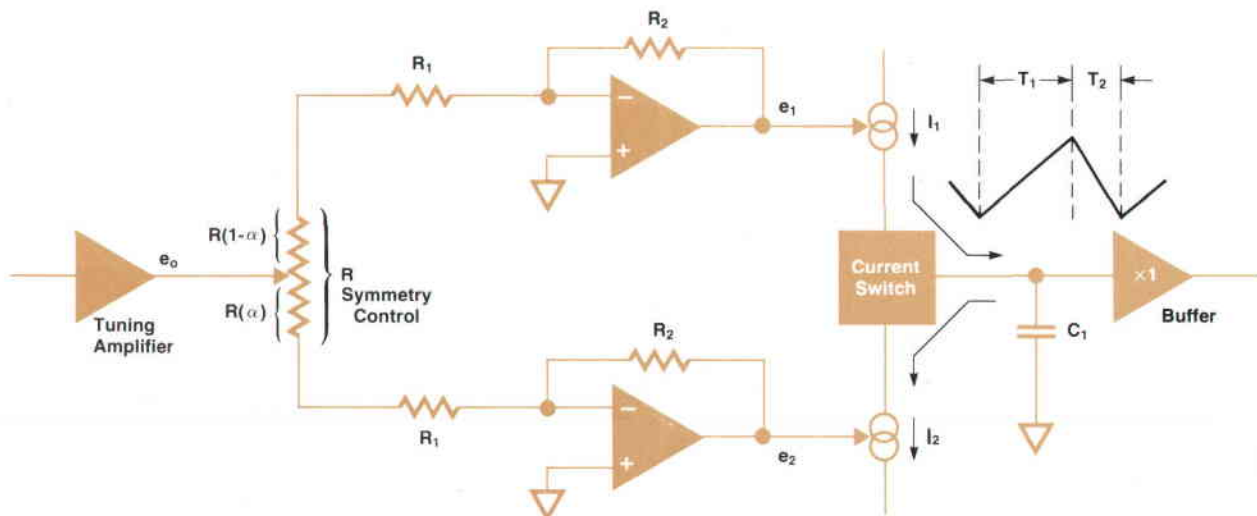 R₂
R₁
−
+
e₁
I₁
T₁
T₂
R(1-α)
R(α)
R
Symmetry
Control
eₒ
Tuning
Amplifier
Current
Switch
×1
Buffer
C₁
R₂
R₁
−
+
e₂
I₂